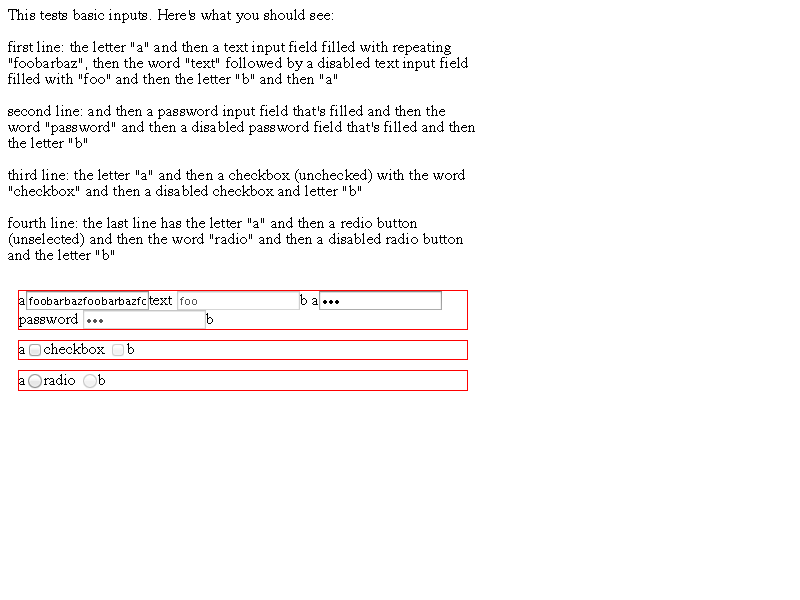 This tests basic inputs. Here's what you should see:
first line: the letter "a" and then a text input field filled with repeating
"foobarbaz", then the word "text" followed by a disabled text input field
filled with "foo" and then the letter "b" and then "a"
second line: and then a password input field that's filled and then the
word "password" and then a disabled password field that's filled and then
the letter "b"
third line: the letter "a" and then a checkbox (unchecked) with the word
"checkbox" and then a disabled checkbox and letter "b"
fourth line: the last line has the letter "a" and then a redio button
(unselected) and then the word "radio" and then a disabled radio button
and the letter "b"
a foobarbazfoobarbazfc text foo b a •••
password ••• b
a checkbox b
a radio b